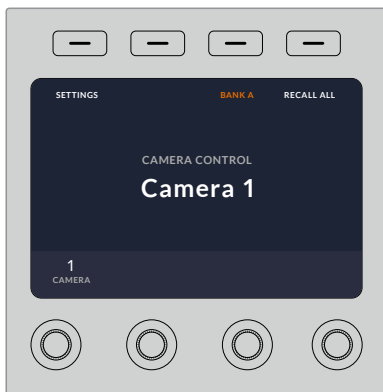 SETTINGS BANK A RECALL ALL
CAMERA CONTROL
Camera 1
1
CAMERA